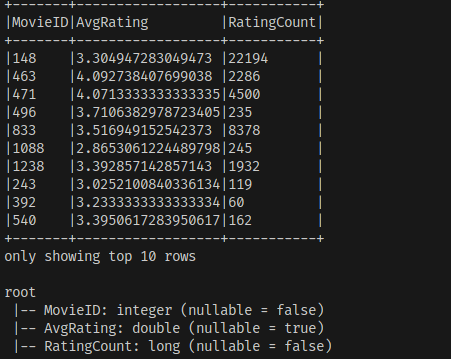 +-------+------------------+-----------+
|MovieID|AvgRating         |RatingCount|
+-------+------------------+-----------+
|148    |3.304947283049473 |22194      |
|463    |4.092738407699038 |2286       |
|471    |4.0713333333333335|4500       |
|496    |3.7106382978723405|235        |
|833    |3.516949152542373 |8378       |
|1088   |2.8653061224489798|245        |
|1238   |3.392857142857143 |1932       |
|243    |3.0252100840336134|119        |
|392    |3.2333333333333334|60         |
|540    |3.3950617283950617|162        |
+-------+------------------+-----------+
only showing top 10 rows
root
 |-- MovieID: integer (nullable = false)
 |-- AvgRating: double (nullable = true)
 |-- RatingCount: long (nullable = false)